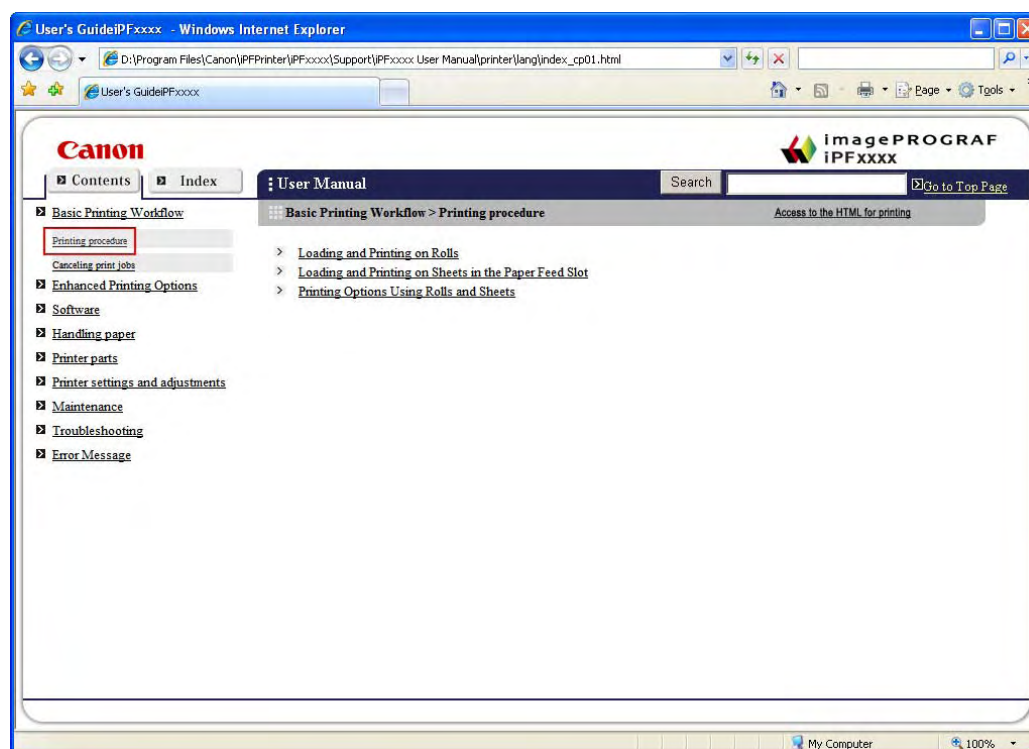 User's GuideiPFxxxx - Windows Internet Explorer
D:\Program Files\Canon\iPFPrinter\iPFxxxx\Support\iPFxxxx User Manual\printer\lang\index_cp01.html
User's GuideiPFxxxx
Page
Tools
Canon
imagePROGRAF
iPFxxxx
Contents
Index
User Manual
Search
Go to Top Page
Basic Printing Workflow
Basic Printing Workflow > Printing procedure
Access to the HTML for printing
Printing procedure
Canceling print jobs
Enhanced Printing Options
Software
Handling paper
Printer parts
Printer settings and adjustments
Maintenance
Troubleshooting
Error Message
> Loading and Printing on Rolls
> Loading and Printing on Sheets in the Paper Feed Slot
> Printing Options Using Rolls and Sheets
My Computer
100%